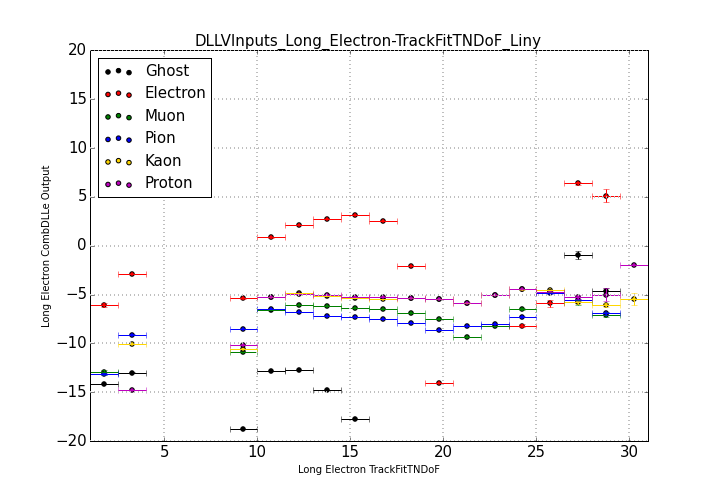 DLLVInputs_Long_Electron-TrackFitTNDoF_Liny
20
15
10
5
0
−5
−10
−15
−20
Long Electron CombDLLe Output
Ghost
Electron
Muon
Pion
Kaon
Proton
5 10 15 20 25 30
Long Electron TrackFitTNDoF